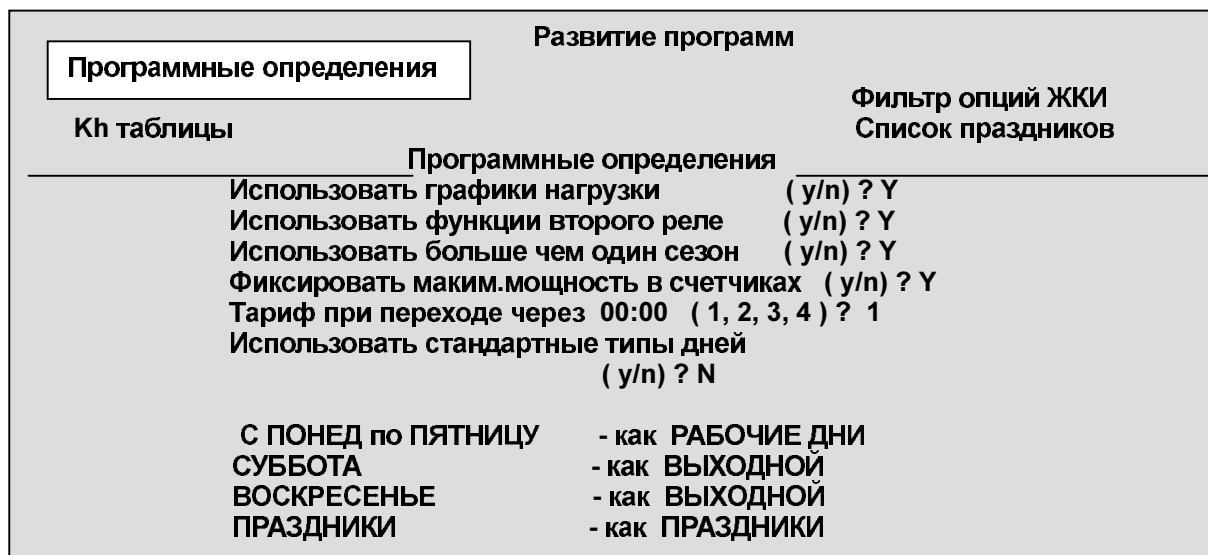 Развитие программ
Программные определения
Фильтр опций ЖКИ
Kh таблицы Список праздников
Программные определения
Использовать графики нагрузки ( y/n) ? Y
Использовать функции второго реле ( y/n) ? Y
Использовать больше чем один сезон ( y/n) ? Y
Фиксировать маким.мощность в счетчиках ( y/n) ? Y
Тариф при переходе через 00:00 ( 1, 2, 3, 4 ) ? 1
Использовать стандартные типы дней
( y/n) ? N
С ПОНЕД по ПЯТНИЦУ - как РАБОЧИЕ ДНИ
СУББОТА - как ВЫХОДНОЙ
ВОСКРЕСЕНЬЕ - как ВЫХОДНОЙ
ПРАЗДНИКИ - как ПРАЗДНИКИ